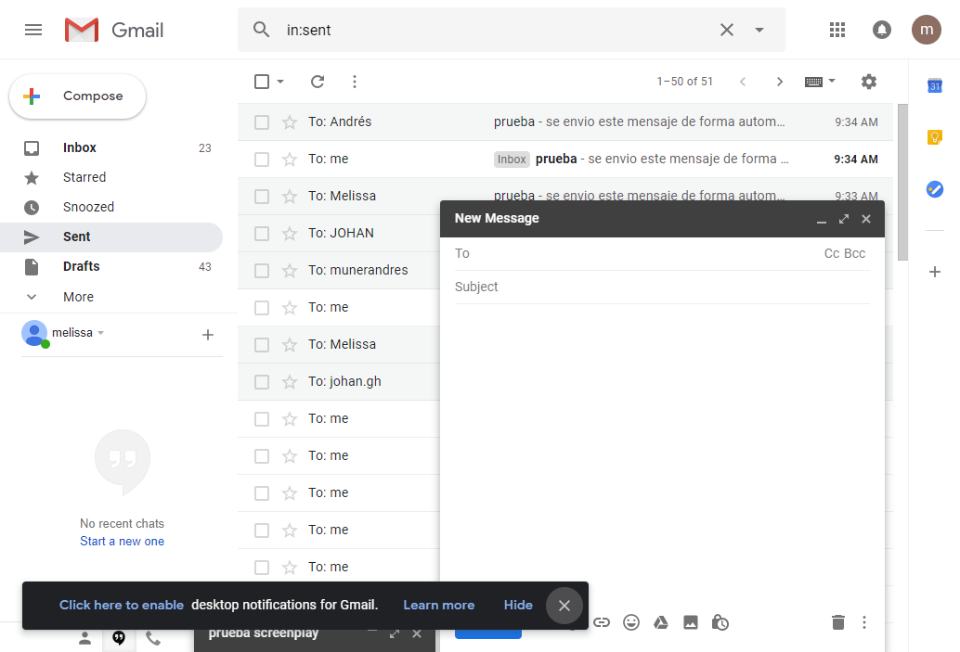 Gmail
in:sent
m
Compose
1–50 of 51
31
Inbox 23
Starred
Snoozed
Sent
Drafts 43
More
melissa
No recent chats
Start a new one
To: Andrés prueba - se envio este mensaje de forma autom... 9:34 AM
To: me Inbox prueba - se envio este mensaje de forma ... 9:34 AM
To: Melissa prueba - se envio este mensaje de forma autom... 9:33 AM
To: JOHAN
To: munerandres
To: me
To: Melissa
To: johan.gh
To: me
To: me
To: me
To: me
To: me
New Message
To Cc Bcc
Subject
Click here to enable desktop notifications for Gmail. Learn more Hide
prueba screenplay